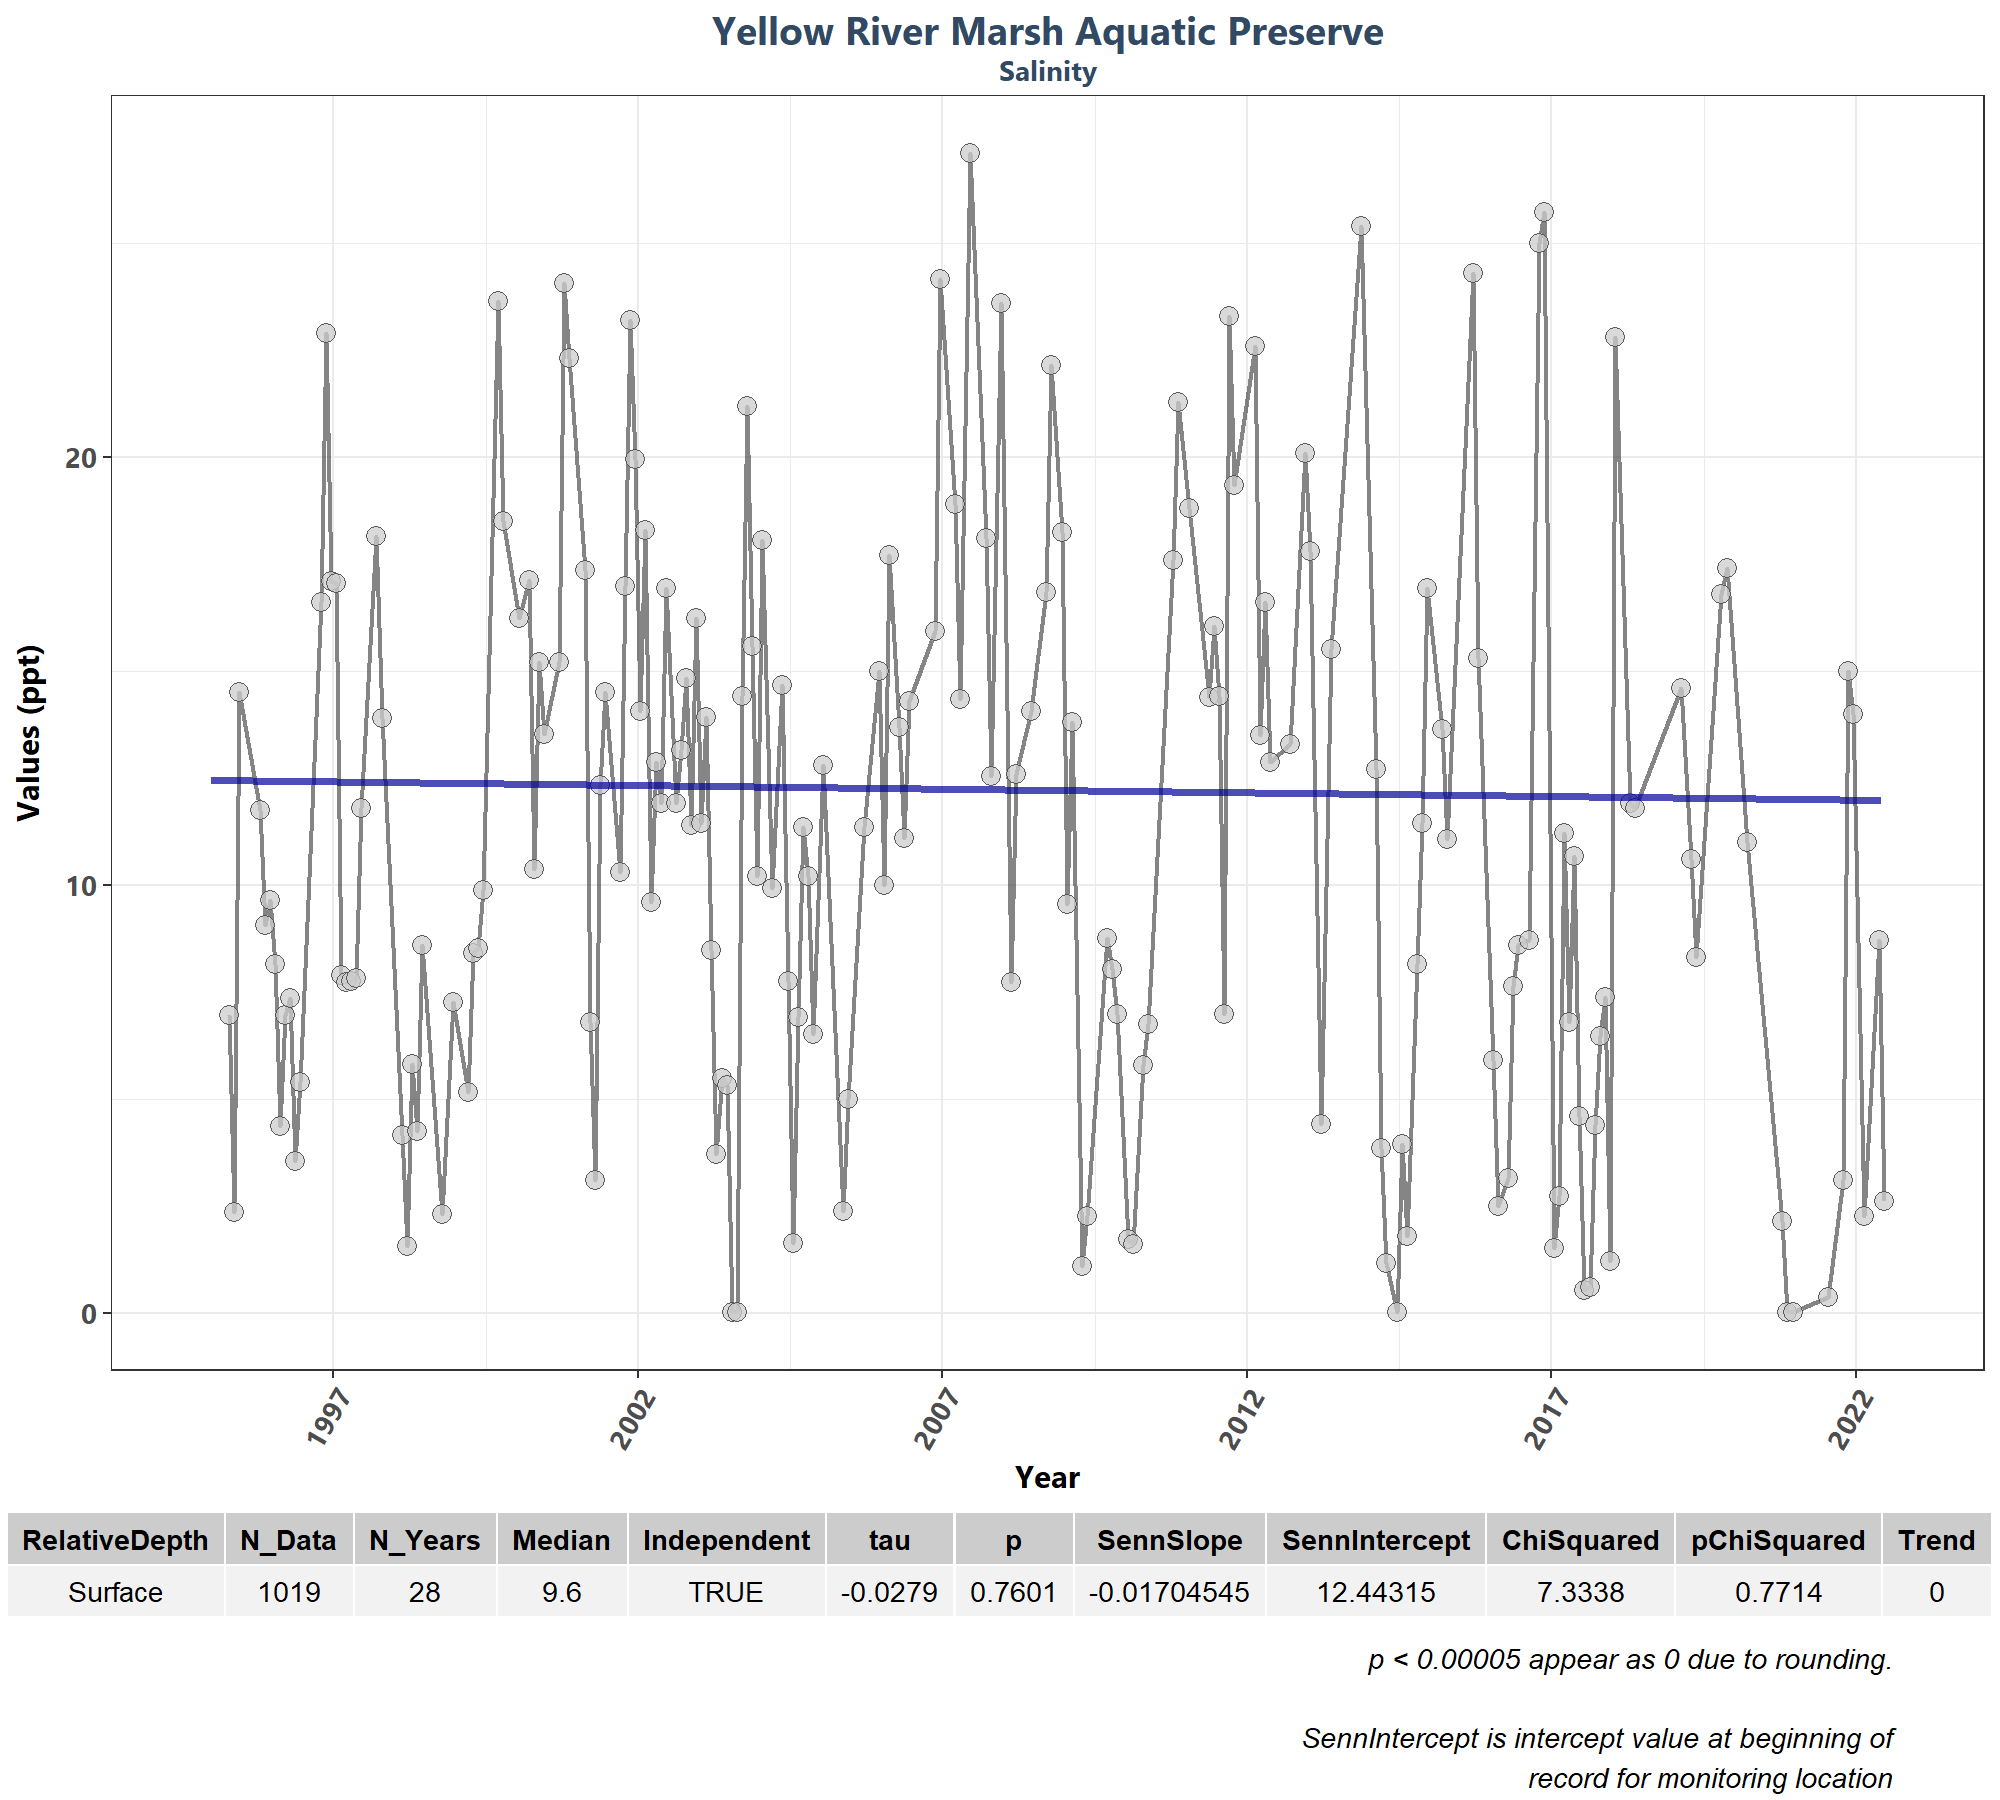 Yellow River Marsh Aquatic Preserve
Salinity
Values (ppt)
20
10
0
1997 2002 2007 2012 2017 2022
Year
RelativeDepth N_Data N_Years Median Independent tau p SennSlope SennIntercept ChiSquared pChiSquared Trend
Surface 1019 28 9.6 TRUE -0.0279 0.7601 -0.01704545 12.44315 7.3338 0.7714 0
p < 0.00005 appear as 0 due to rounding.
SennIntercept is intercept value at beginning of
record for monitoring location